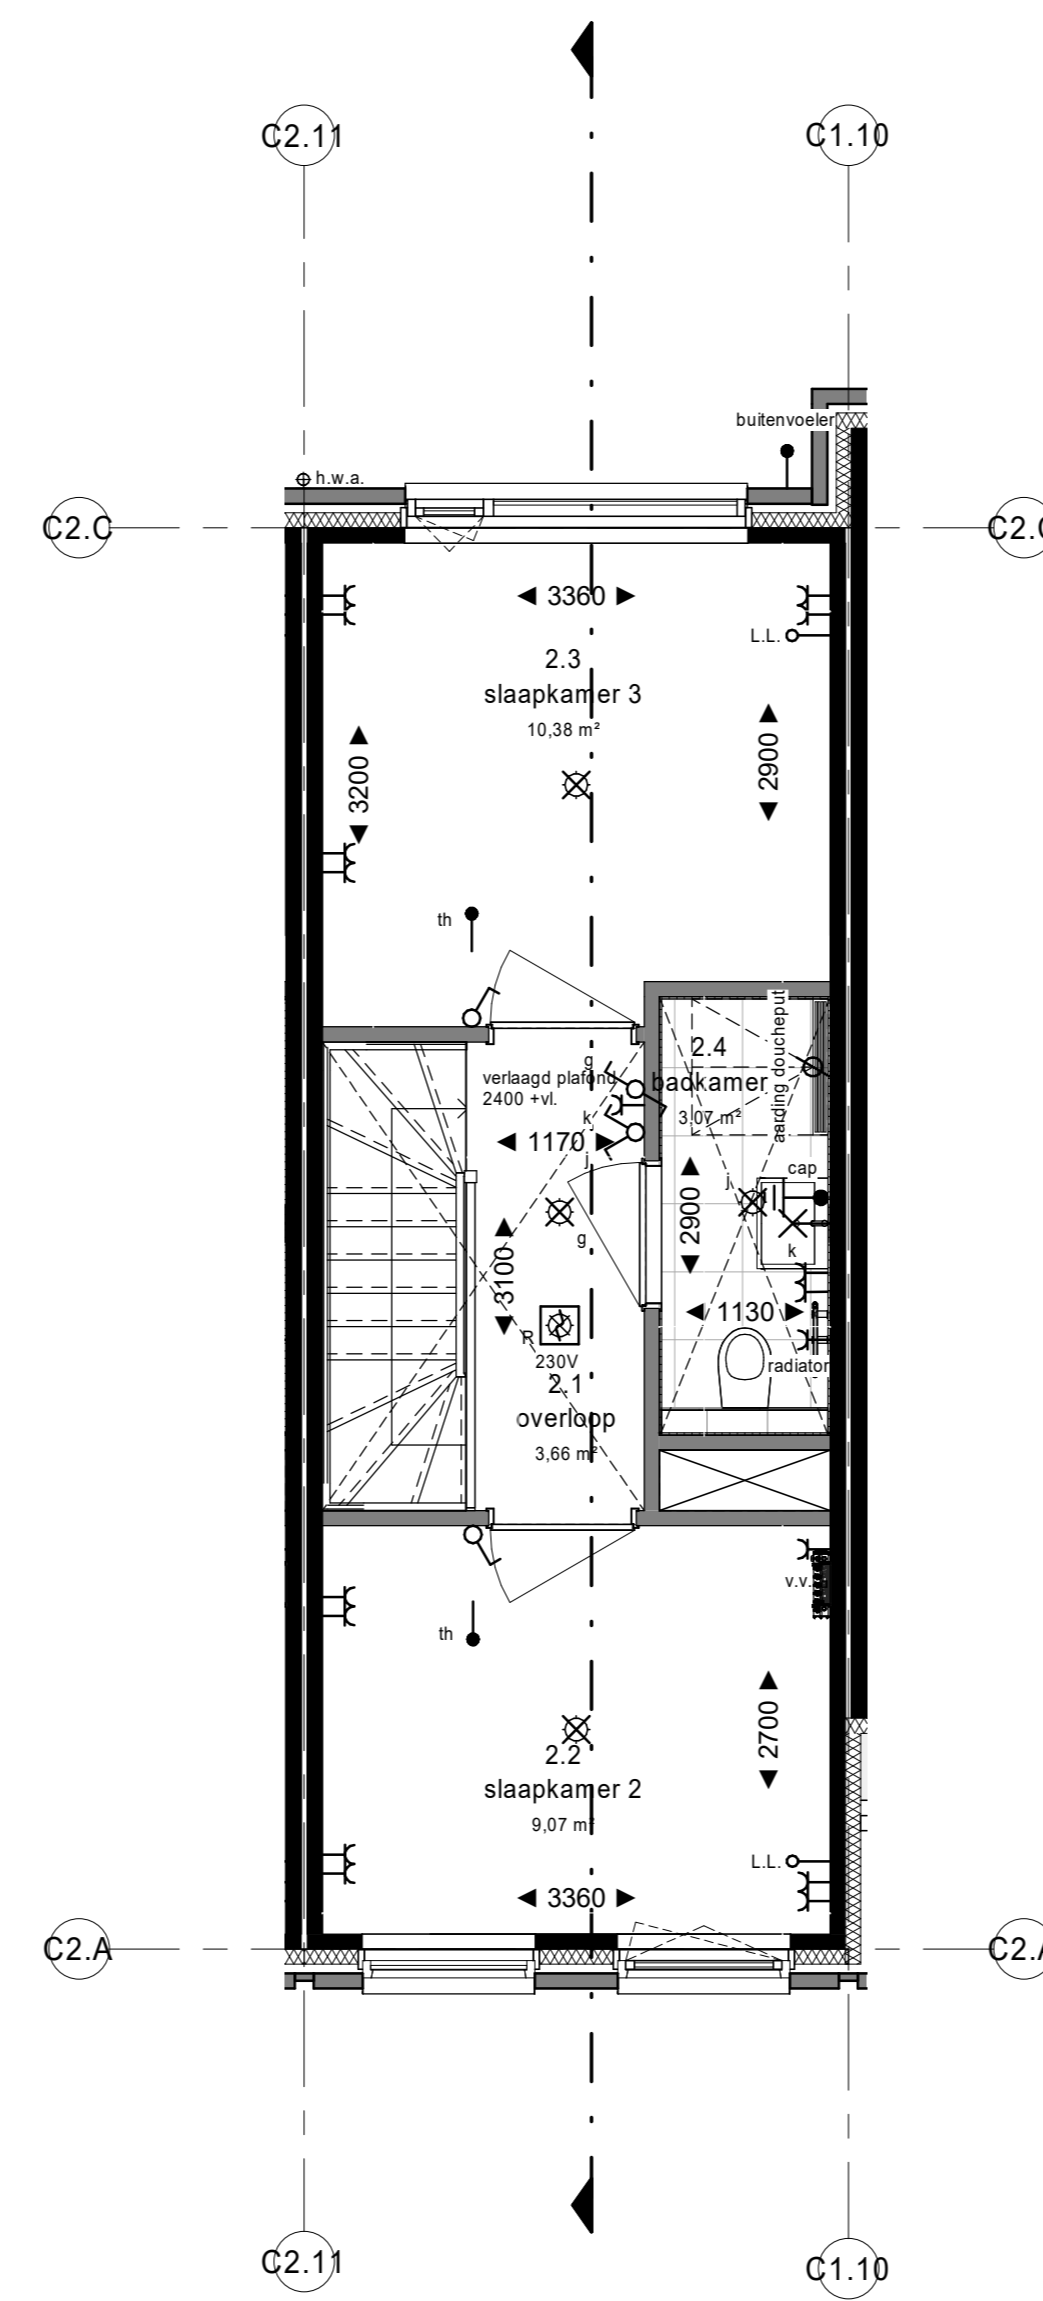 C2.11
C1.10
buitenvoeler
h.w.a.
C2.C
C2.C
3360
L.L.
2.3
slaapkamer 3
10,38 m²
3200
2900
th
aarding doucheput
g
2.4
verlaagd plafond
badkamer
2400 +vl.
3,07 m²
k
1170
j
cap
j
2900
g
k
3100
1130
R
230V
radiator
2.1
overloop
3,66 m²
v.v.
th
2700
2.2
slaapkamer 2
9,07 m²
L.L.
3360
C2.A
C2.A
C2.11
C1.10